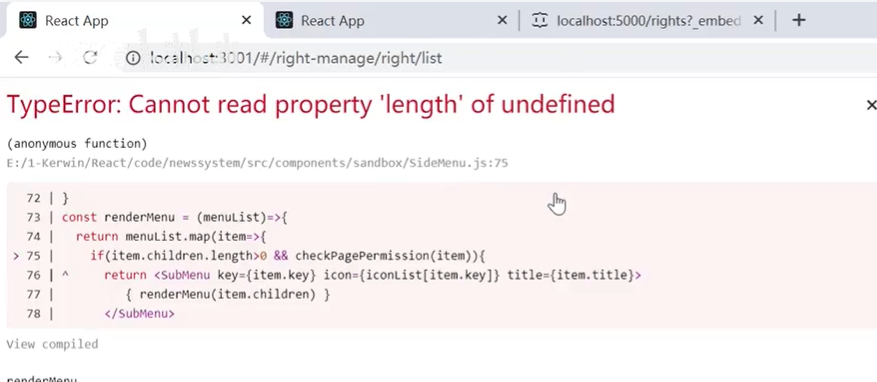 React App
React App
localhost:5000/rights?_embed
localhost:3001/#/right-manage/right/list
TypeError: Cannot read property 'length' of undefined
(anonymous function)
E:/1-Kerwin/React/code/newssystem/src/components/sandbox/SideMenu.js:75
72 | }
73 | const renderMenu = (menuList)=>{
74 |   return menuList.map(item=>{
> 75 |     if(item.children.length>0 && checkPagePermission(item)){
76 | ^     return <SubMenu key={item.key} icon={iconList[item.key]} title={item.title}>
77 |         { renderMenu(item.children) }
78 |       </SubMenu>
View compiled
renderMenu